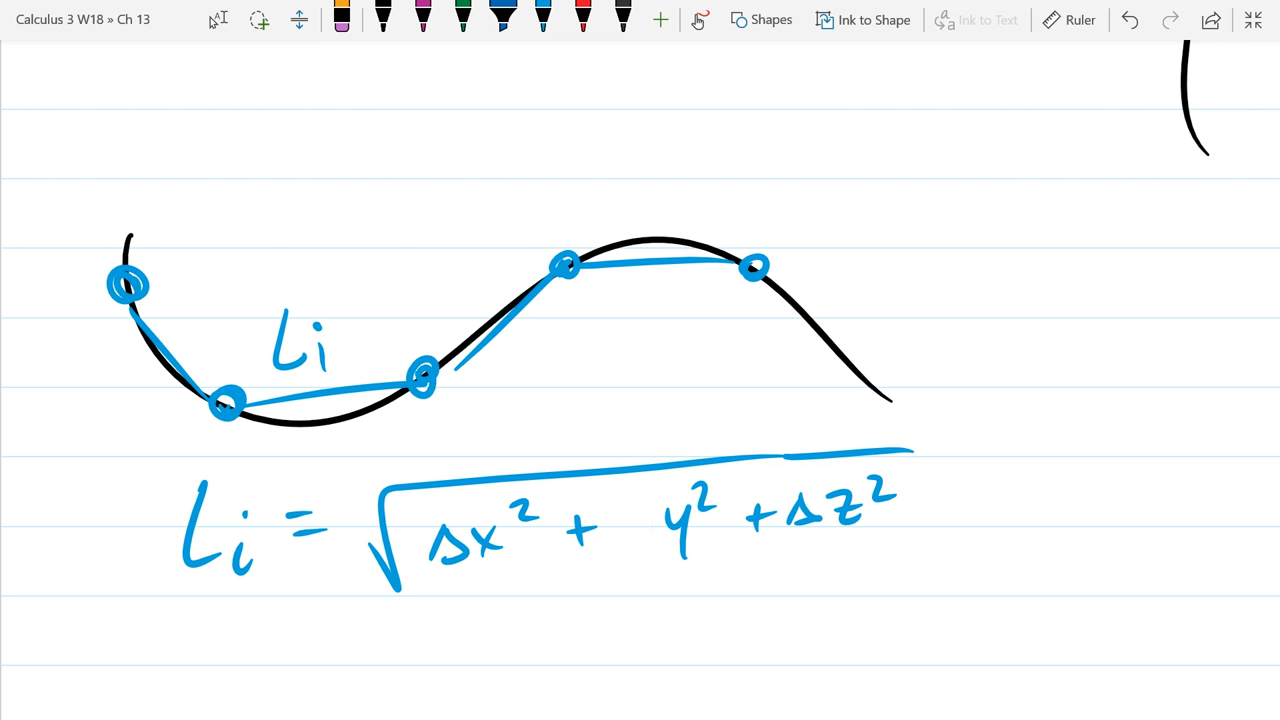 Calculus 3 W18 » Ch 13 Shapes Ink to Shape Ink to Text Ruler
Li
Li = √(Δx² + y² + Δz²)